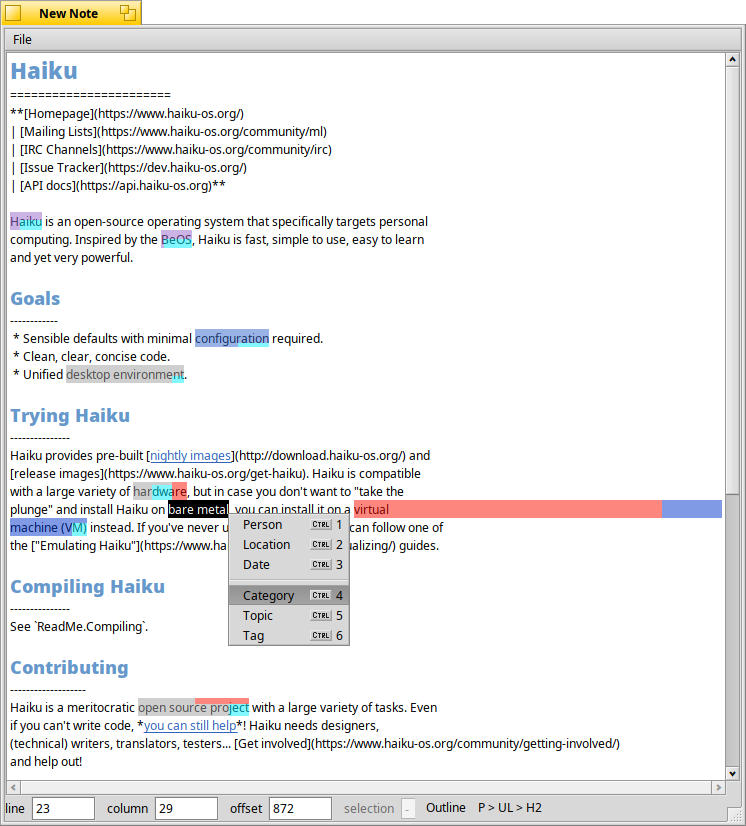 New Note
File
Haiku
=======================
**[Homepage](https://www.haiku-os.org/)
| [Mailing Lists](https://www.haiku-os.org/community/ml)
| [IRC Channels](https://www.haiku-os.org/community/irc)
| [Issue Tracker](https://dev.haiku-os.org/)
| [API docs](https://api.haiku-os.org)**
Haiku is an open-source operating system that specifically targets personal
computing. Inspired by the BeOS, Haiku is fast, simple to use, easy to learn
and yet very powerful.
Goals
------------
* Sensible defaults with minimal configuration required.
* Clean, clear, concise code.
* Unified desktop environment.
Trying Haiku
---------------
Haiku provides pre-built [nightly images](http://download.haiku-os.org/) and
[release images](https://www.haiku-os.org/get-haiku). Haiku is compatible
with a large variety of hardware, but in case you don't want to "take the
plunge" and install Haiku on bare metal, you can install it on a virtual
machine (VM) instead. If you've never u can follow one of
the ["Emulating Haiku"](https://www.ha alizing/) guides.
Person CTRL 1
Location CTRL 2
Date CTRL 3
Category CTRL 4
Topic CTRL 5
Tag CTRL 6
Compiling Haiku
---------------
See `ReadMe.Compiling`.
Contributing
-------------------
Haiku is a meritocratic open source project with a large variety of tasks. Even
if you can't write code, *you can still help*! Haiku needs designers,
(technical) writers, translators, testers... [Get involved](https://www.haiku-os.org/community/getting-involved/)
and help out!
line 23 column 29 offset 872 selection - Outline P > UL > H2